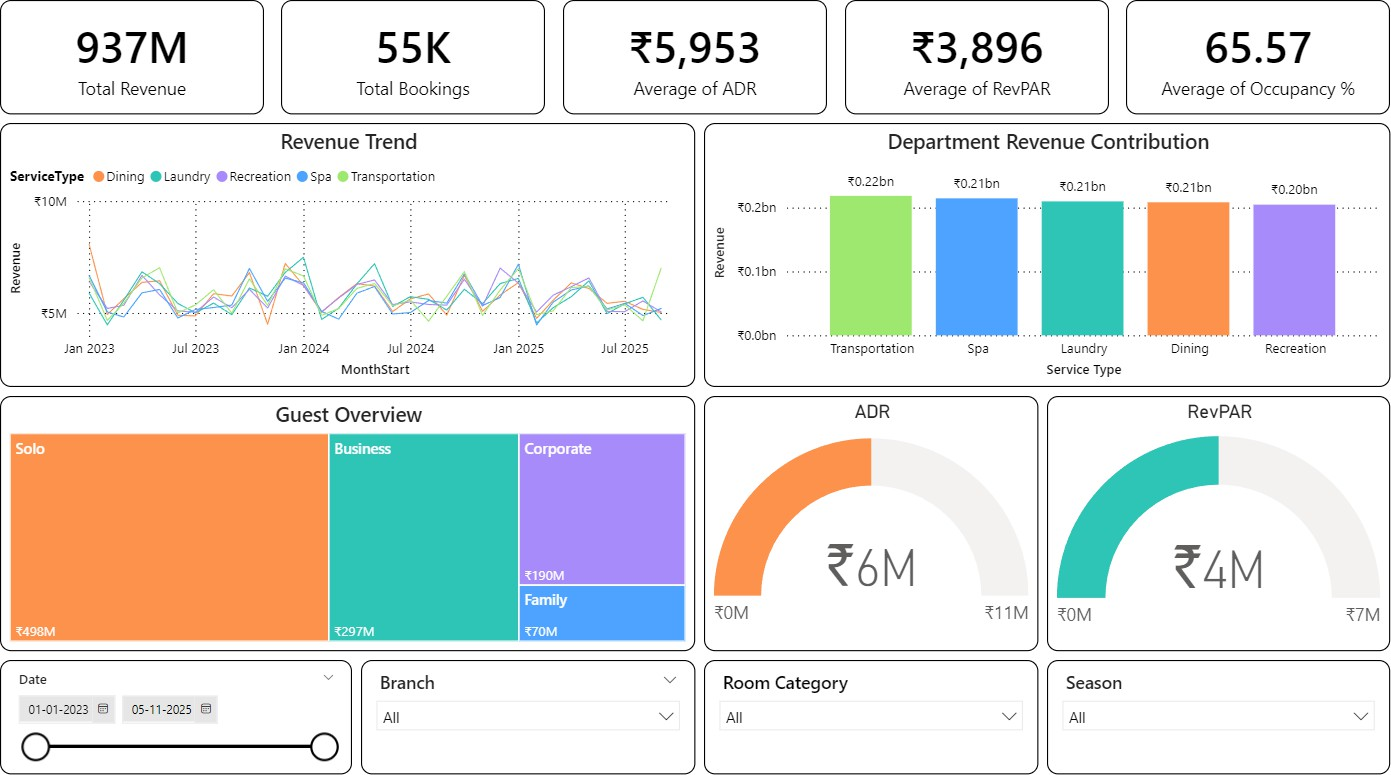 937M
Total Revenue
55K
Total Bookings
₹5,953
Average of ADR
₹3,896
Average of RevPAR
65.57
Average of Occupancy %
Revenue Trend
ServiceType Dining Laundry Recreation Spa Transportation
₹10M
₹5M
Revenue
Jan 2023 Jul 2023 Jan 2024 Jul 2024 Jan 2025 Jul 2025
MonthStart
Department Revenue Contribution
₹0.22bn ₹0.21bn ₹0.21bn ₹0.21bn ₹0.20bn
₹0.2bn
₹0.1bn
₹0.0bn
Revenue
Transportation Spa Laundry Dining Recreation
Service Type
Guest Overview
Solo
₹498M
Business
₹297M
Corporate
₹190M
Family
₹70M
ADR
₹6M
₹0M ₹11M
RevPAR
₹4M
₹0M ₹7M
Date
01-01-2023 05-11-2025
Branch
All
Room Category
All
Season
All